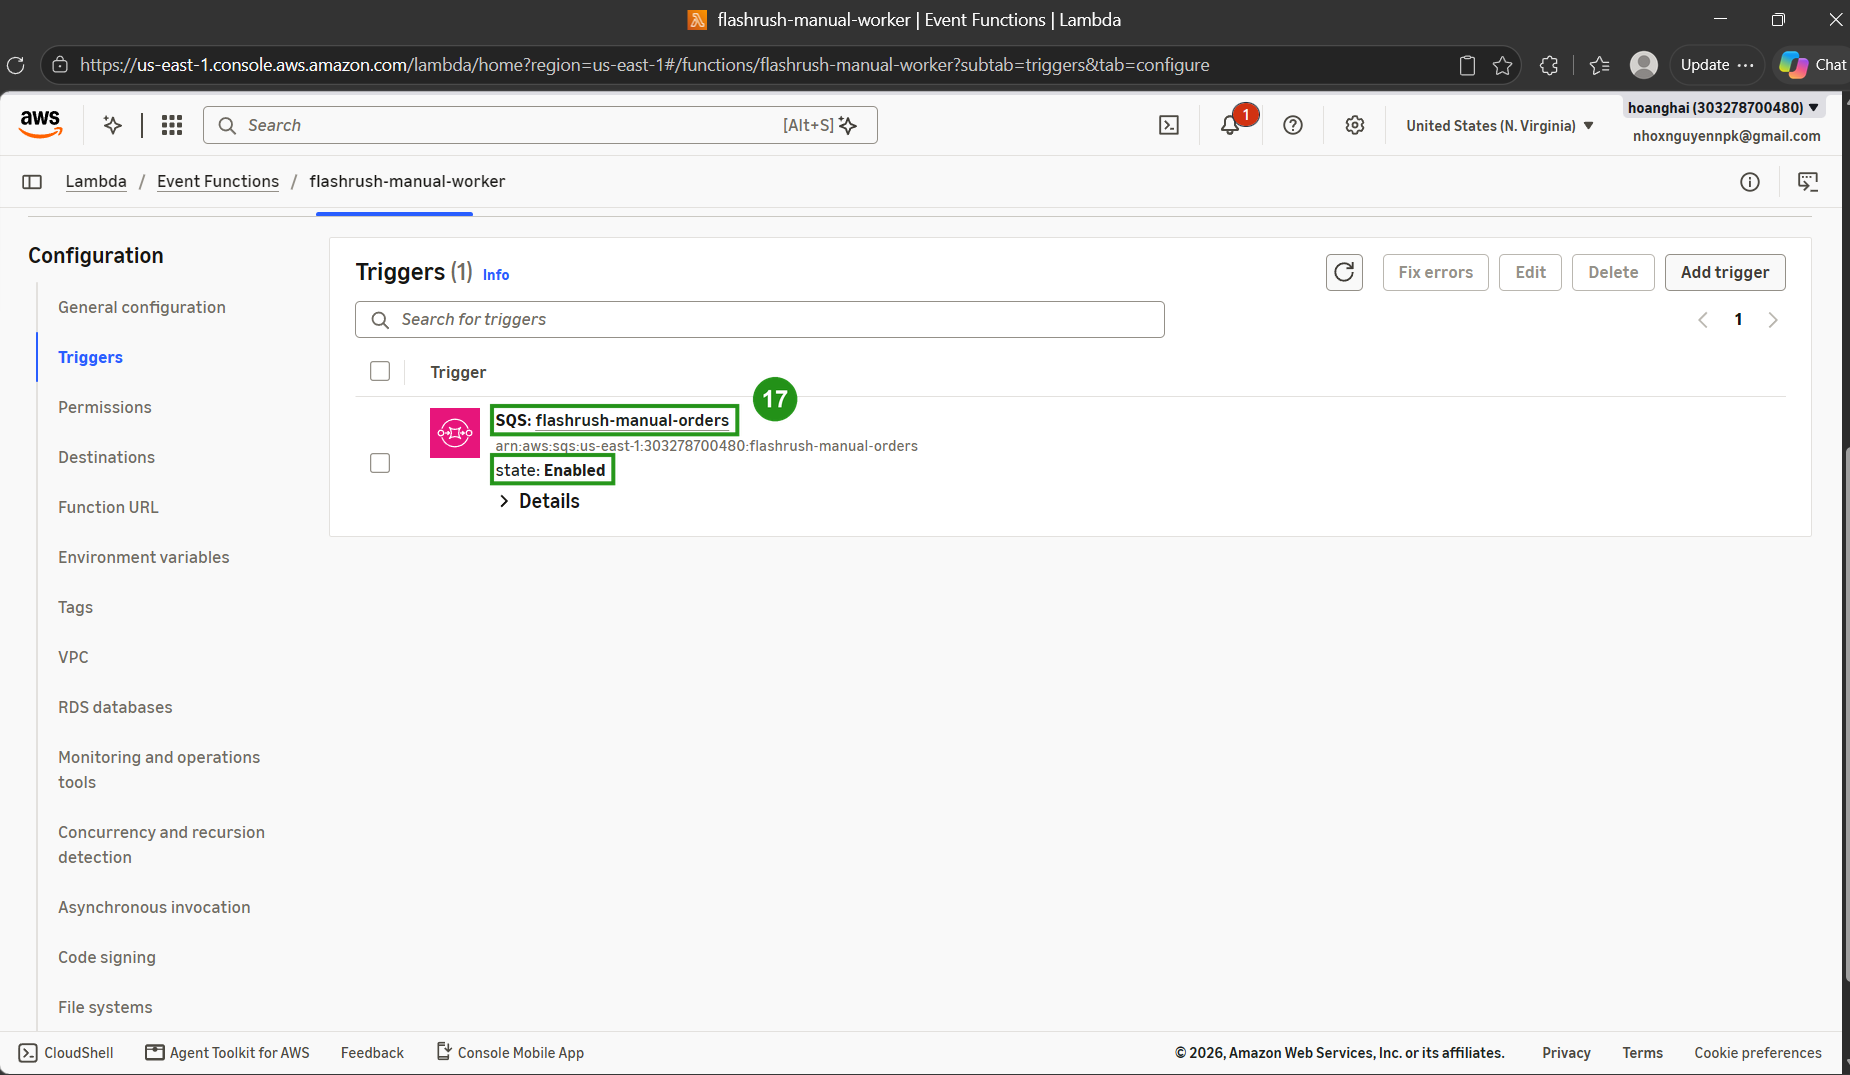 flashrush-manual-worker | Event Functions | Lambda
https://us-east-1.console.aws.amazon.com/lambda/home?region=us-east-1#/functions/flashrush-manual-worker?subtab=triggers&tab=configure
Update
Chat
aws
Search
[Alt+S]
1
United States (N. Virginia)
hoanghai (303278700480)
nhoxnguyennpk@gmail.com
Lambda / Event Functions / flashrush-manual-worker
Configuration
General configuration
Triggers
Permissions
Destinations
Function URL
Environment variables
Tags
VPC
RDS databases
Monitoring and operations
tools
Concurrency and recursion
detection
Asynchronous invocation
Code signing
File systems
Triggers (1) Info
Fix errors
Edit
Delete
Add trigger
Search for triggers
1
Trigger
17
SQS: flashrush-manual-orders
arn:aws:sqs:us-east-1:303278700480:flashrush-manual-orders
state: Enabled
Details
CloudShell
Agent Toolkit for AWS
Feedback
Console Mobile App
© 2026, Amazon Web Services, Inc. or its affiliates.
Privacy
Terms
Cookie preferences